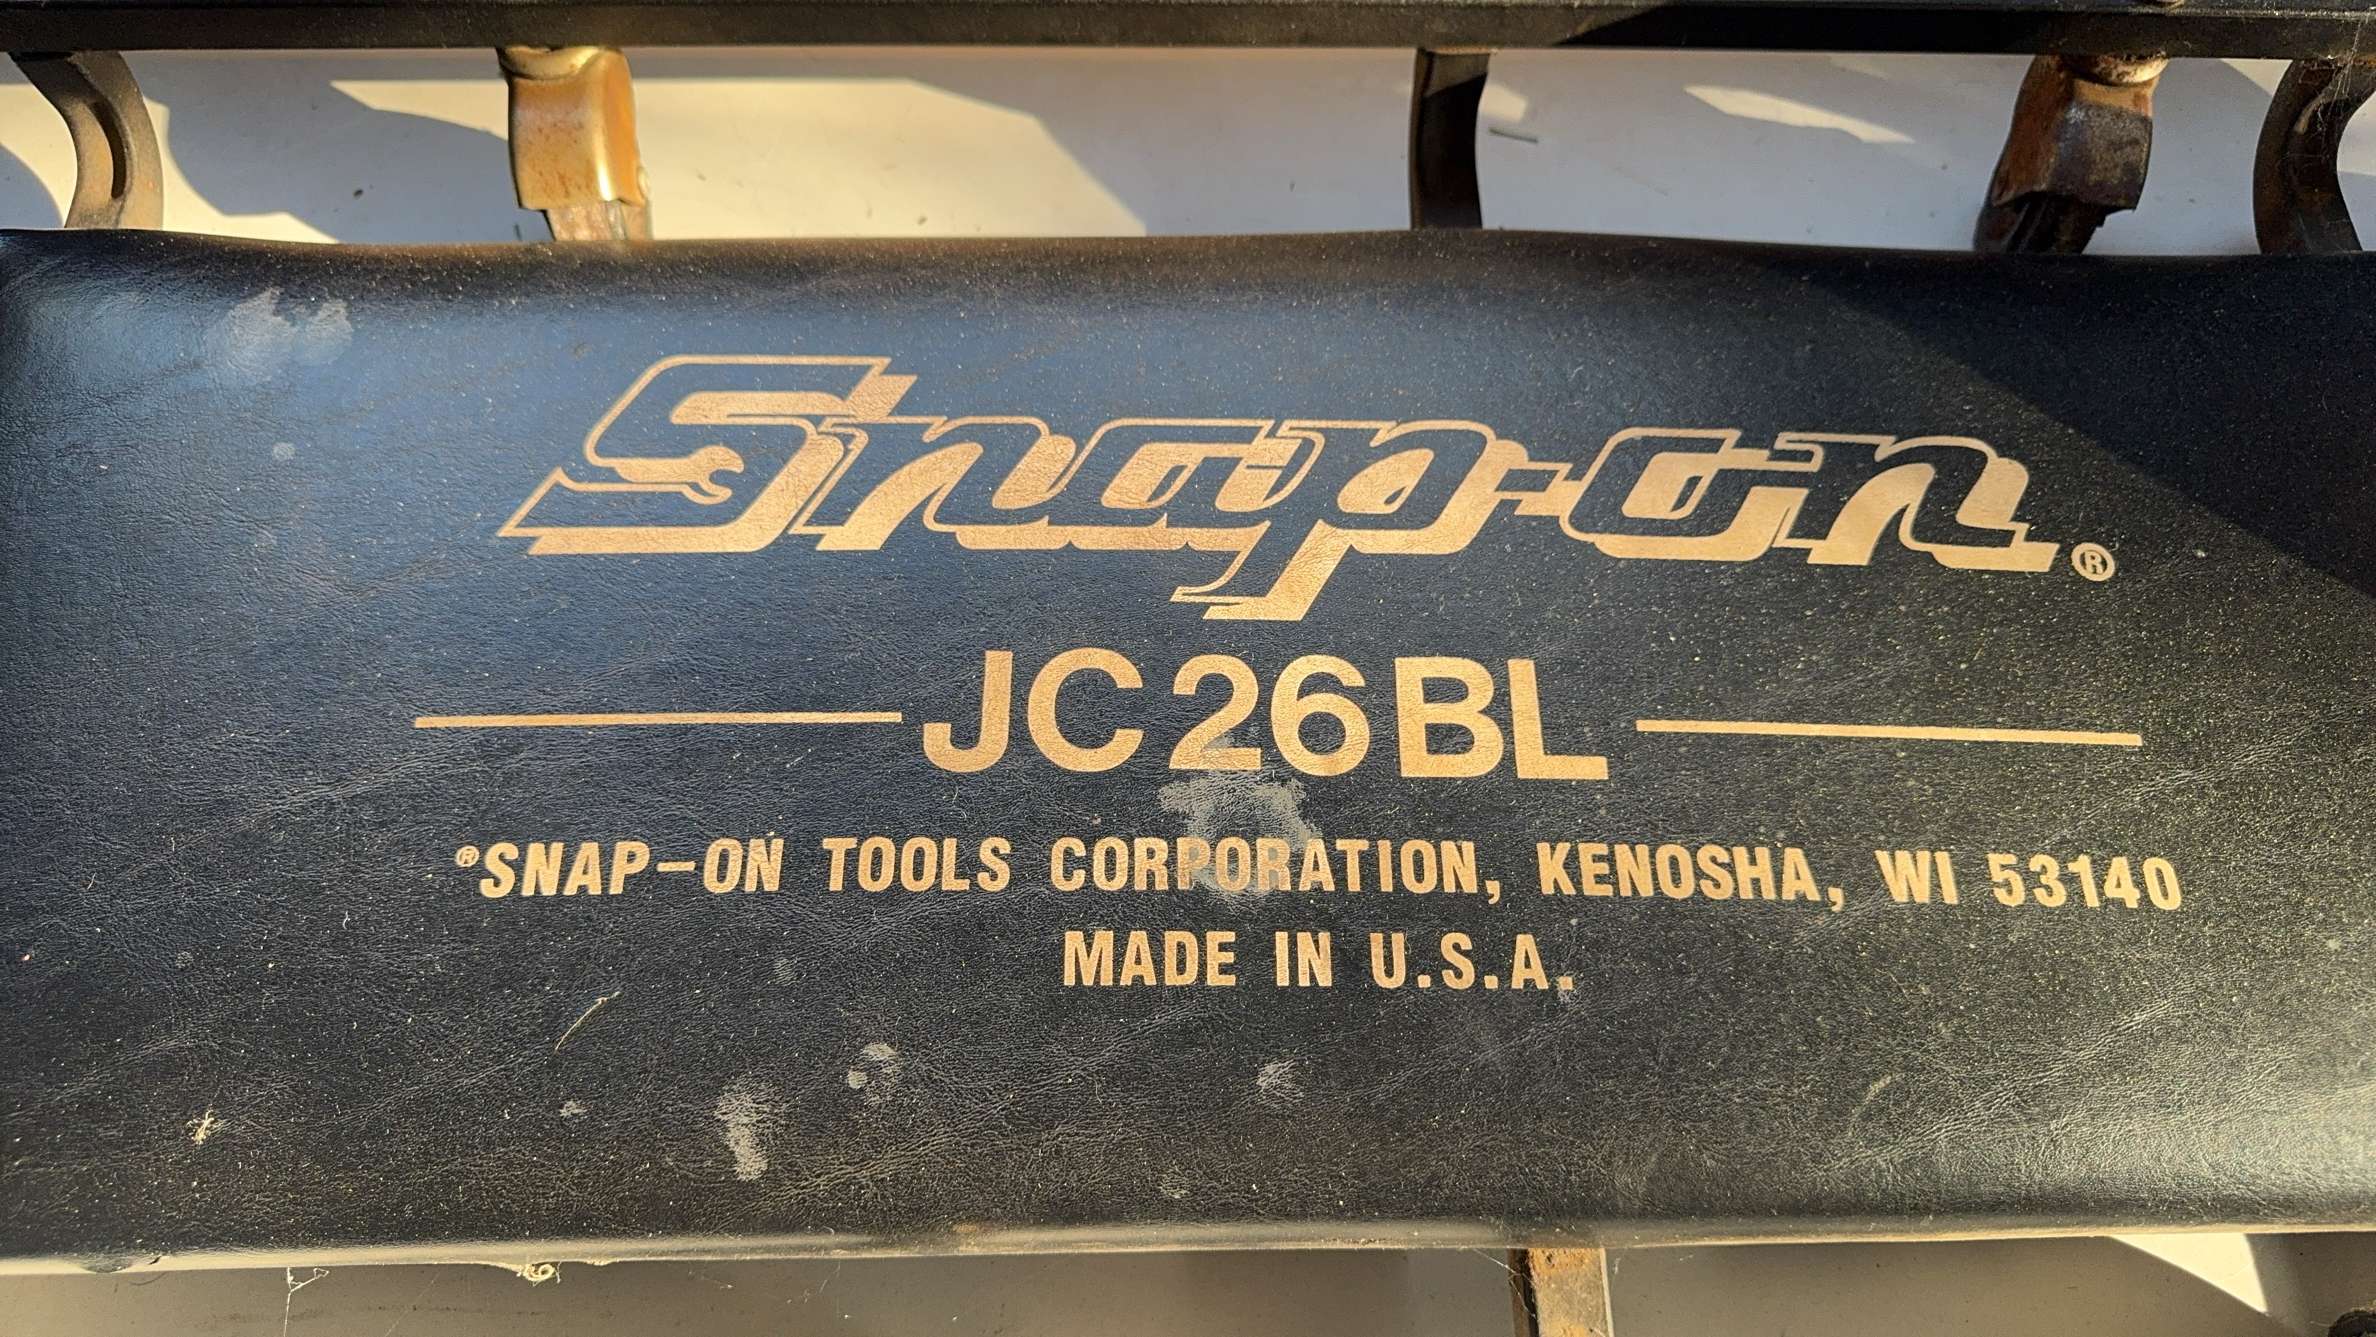 Snap-on®
JC26BL
®SNAP-ON TOOLS CORPORATION, KENOSHA, WI 53140
MADE IN U.S.A.